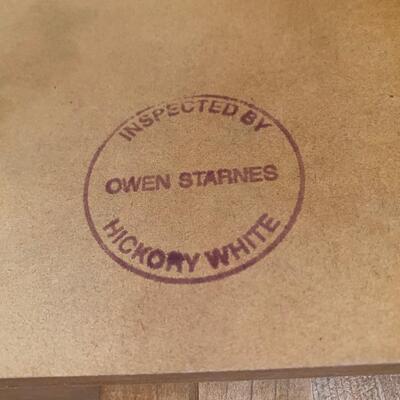 INSPECTED BY
OWEN STARNES
HICKORY WHITE